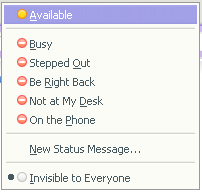 Available
Busy
Stepped Out
Be Right Back
Not at My Desk
On the Phone
New Status Message...
Invisible to Everyone